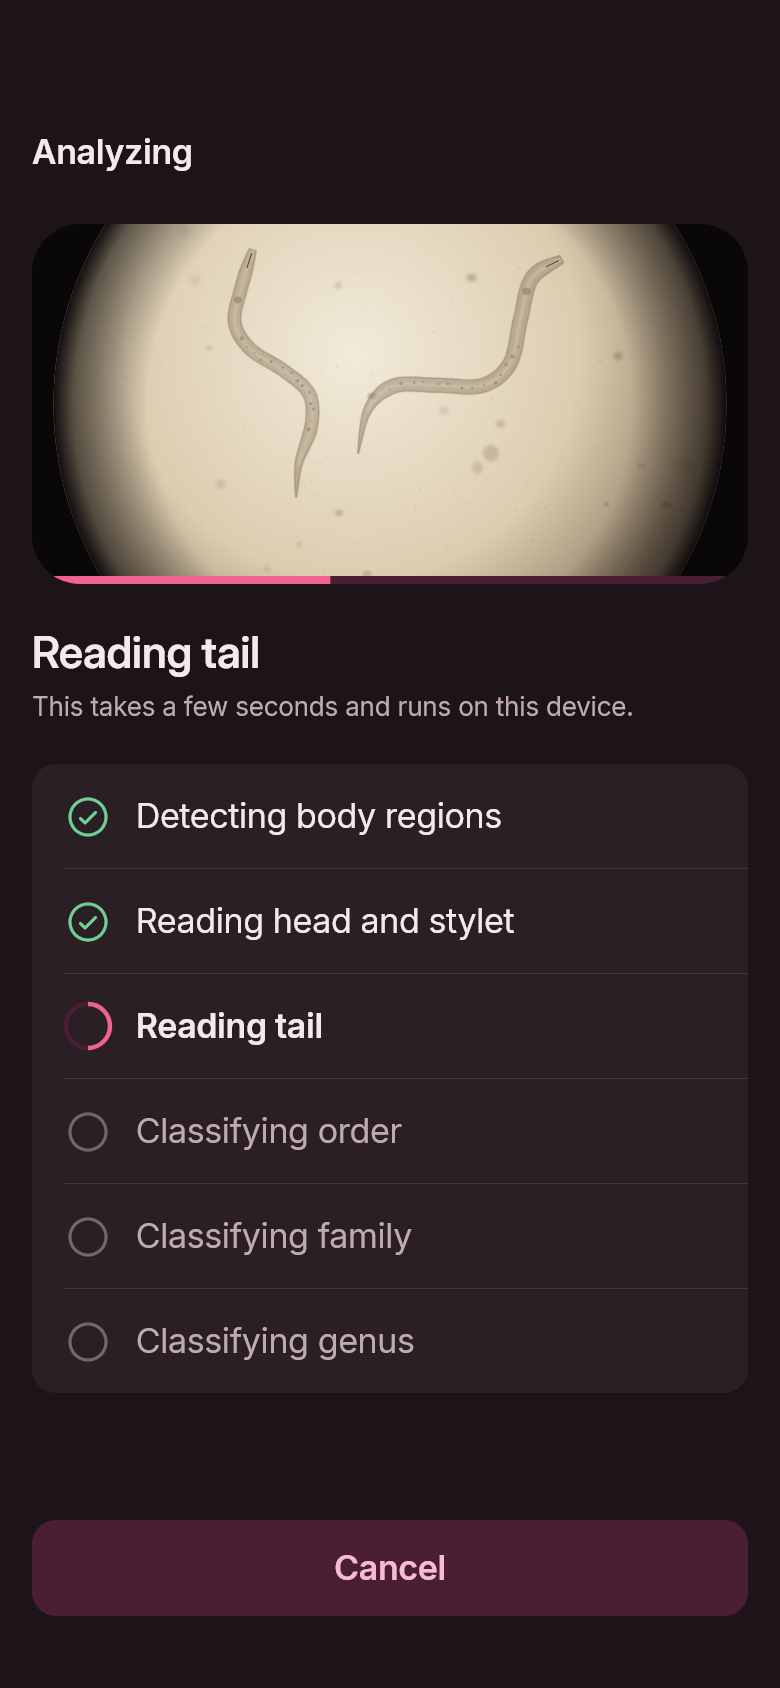 Analyzing
Reading tail
This takes a few seconds and runs on this device.
Detecting body regions
Reading head and stylet
Reading tail
Classifying order
Classifying family
Classifying genus
Cancel